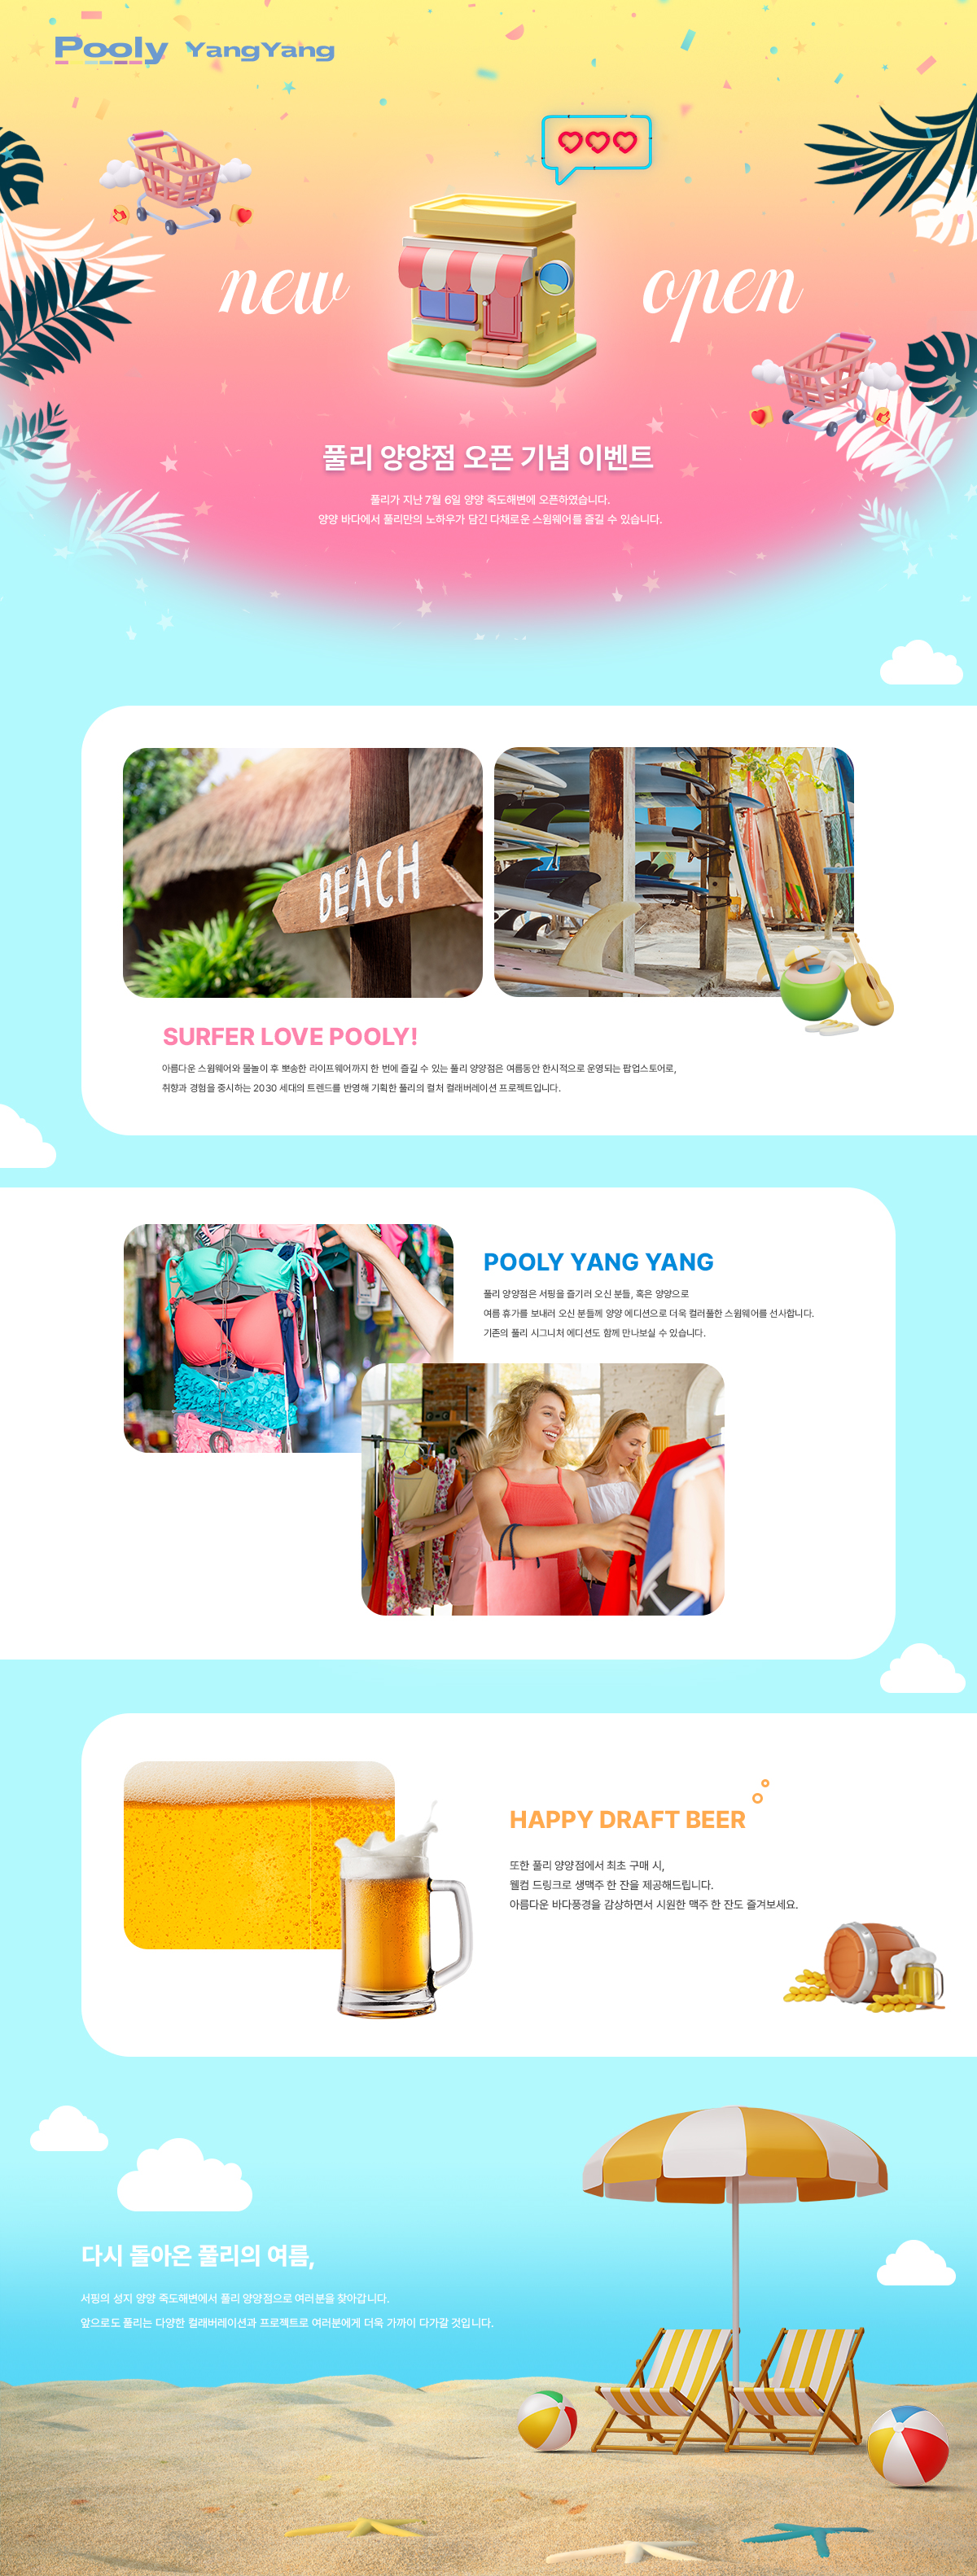 Pooly YangYang
new open
풀리 양양점 오픈 기념 이벤트
풀리가 지난 7월 6일 양양 죽도해변에 오픈하였습니다.
양양 바다에서 풀리만의 노하우가 담긴 다채로운 스윔웨어를 즐길 수 있습니다.
BEACH
SURFER LOVE POOLY!
아름다운 스윔웨어와 물놀이 후 뽀송한 라이프웨어까지 한 번에 즐길 수 있는 풀리 양양점은 여름동안 한시적으로 운영되는 팝업스토어로,
취향과 경험을 중시하는 2030 세대의 트렌드를 반영해 기획한 풀리의 컬처 컬래버레이션 프로젝트입니다.
POOLY YANG YANG
풀리 양양점은 서핑을 즐기러 오신 분들, 혹은 양양으로
여름 휴가를 보내러 오신 분들께 양양 에디션으로 더욱 컬러풀한 스윔웨어를 선사합니다.
기존의 풀리 시그니처 에디션도 함께 만나보실 수 있습니다.
HAPPY DRAFT BEER
또한 풀리 양양점에서 최초 구매 시,
웰컴 드링크로 생맥주 한 잔을 제공해드립니다.
아름다운 바다풍경을 감상하면서 시원한 맥주 한 잔도 즐겨보세요.
다시 돌아온 풀리의 여름,
서핑의 성지 양양 죽도해변에서 풀리 양양점으로 여러분을 찾아갑니다.
앞으로도 풀리는 다양한 컬래버레이션과 프로젝트로 여러분에게 더욱 가까이 다가갈 것입니다.